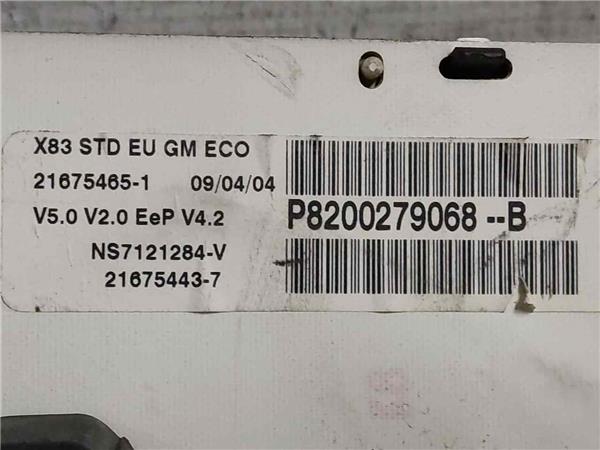 X83 STD EU GM ECO
21675465-1 09/04/04
V5.0 V2.0 EeP V4.2
P8200279068 --B
NS7121284-V
21675443-7